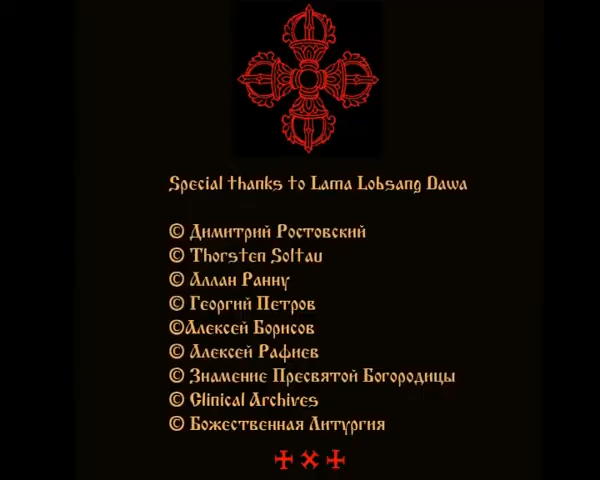 Special thanks to Lama Lobsang Dawa
© Димитрий Ростовский
© Thorsten Soltau
© Аллан Ранну
© Георгий Петров
©Алексей Борисов
© Алексей Рафиев
© Знамение Пресвятой Богородицы
© Clinical Archives
© Божественная Литургия